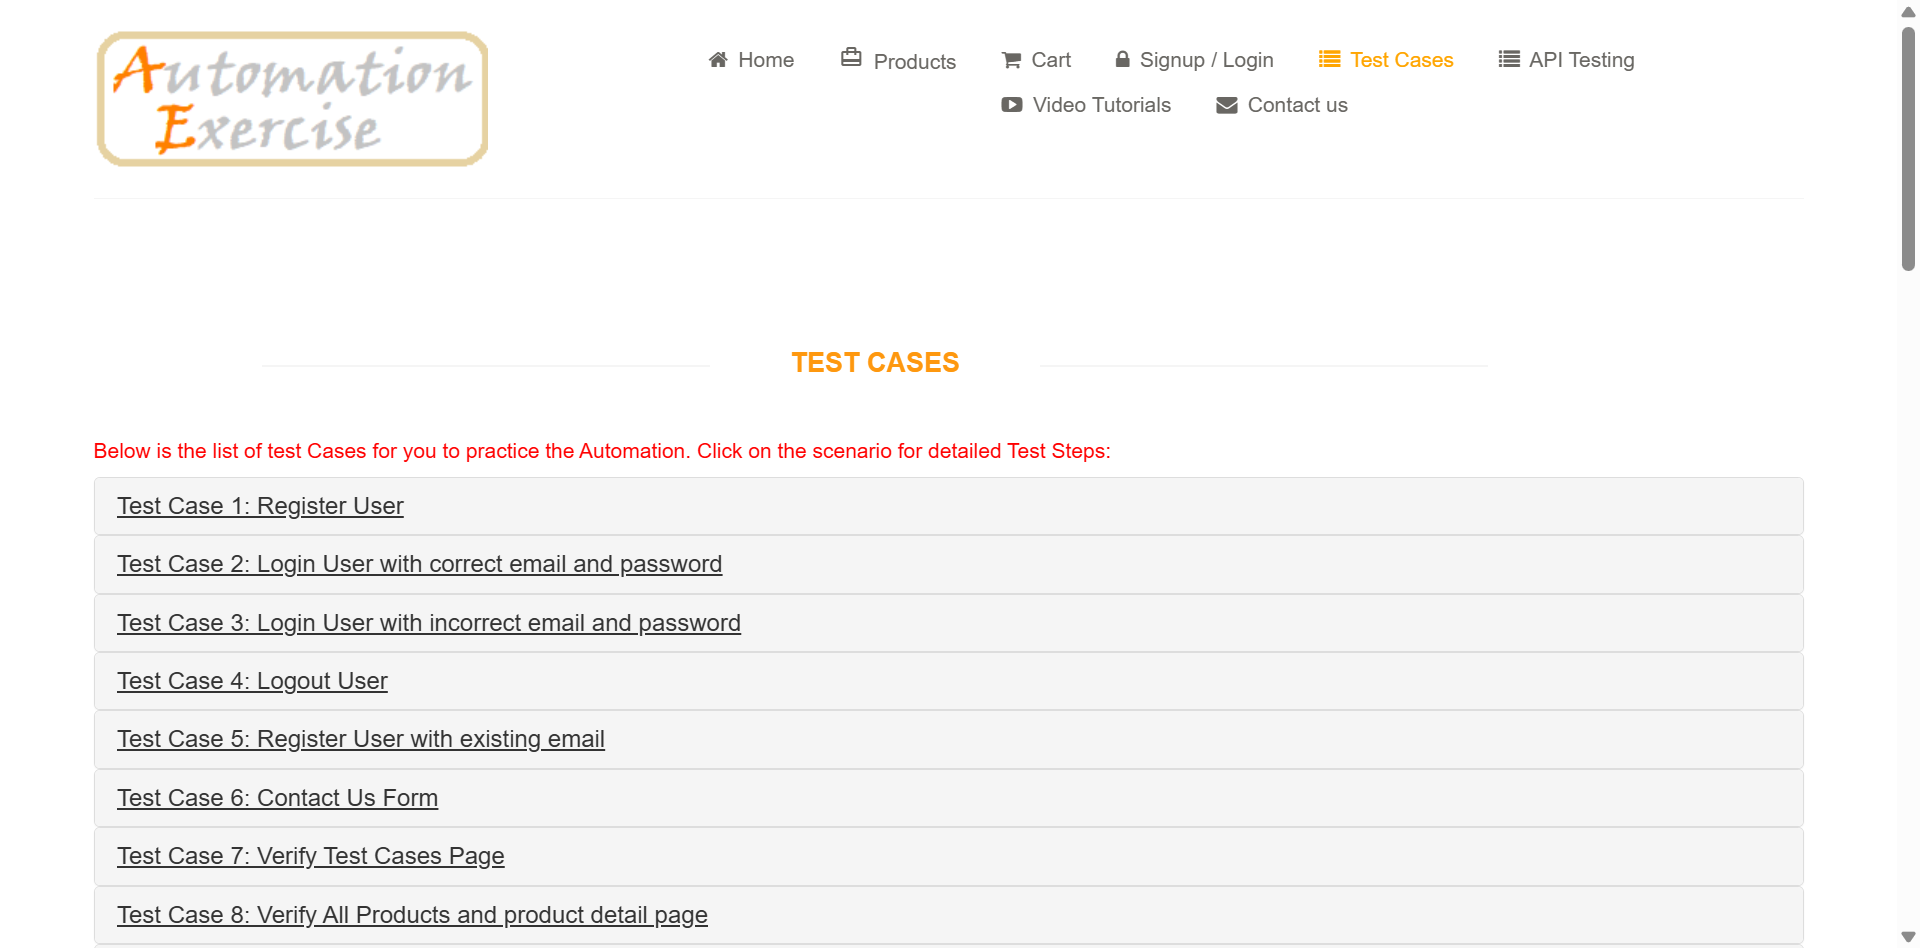 Automation
Exercise
Home
Products
Cart
Signup / Login
Test Cases
API Testing
Video Tutorials
Contact us
TEST CASES
Below is the list of test Cases for you to practice the Automation. Click on the scenario for detailed Test Steps:
Test Case 1: Register User
Test Case 2: Login User with correct email and password
Test Case 3: Login User with incorrect email and password
Test Case 4: Logout User
Test Case 5: Register User with existing email
Test Case 6: Contact Us Form
Test Case 7: Verify Test Cases Page
Test Case 8: Verify All Products and product detail page